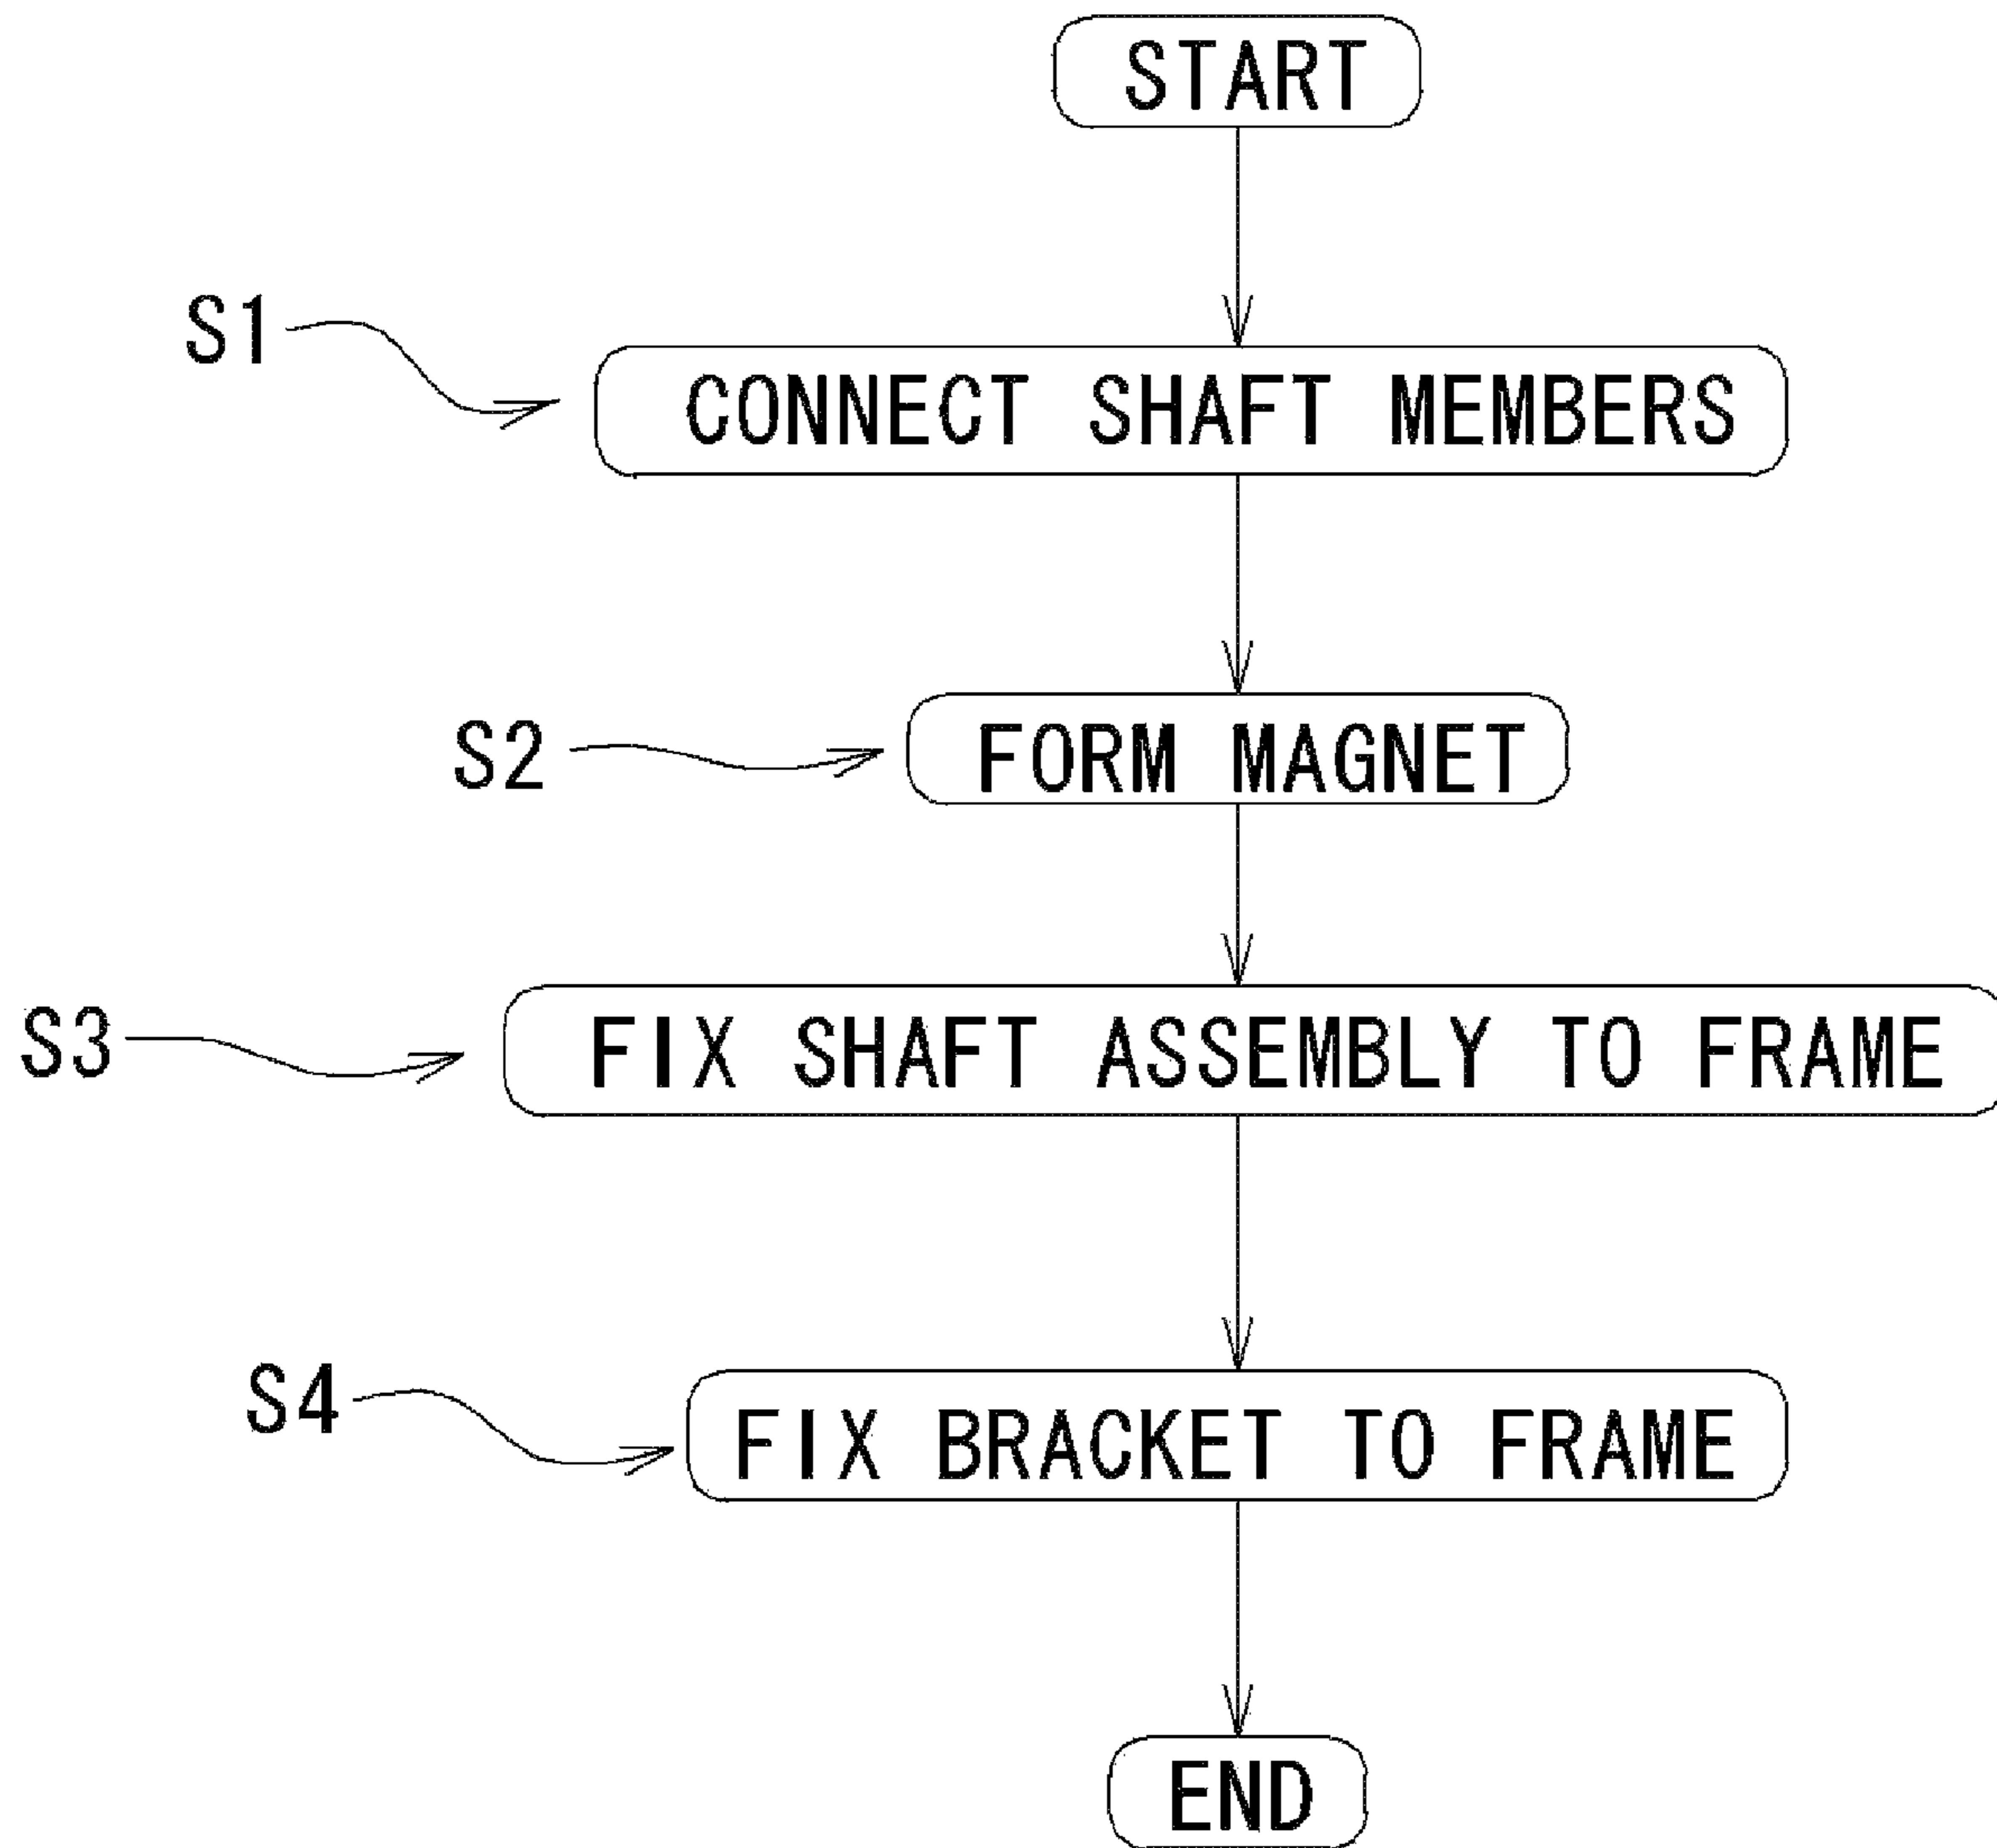 START
S1
CONNECT SHAFT MEMBERS
S2
FORM MAGNET
S3
FIX SHAFT ASSEMBLY TO FRAME
S4
FIX BRACKET TO FRAME
END